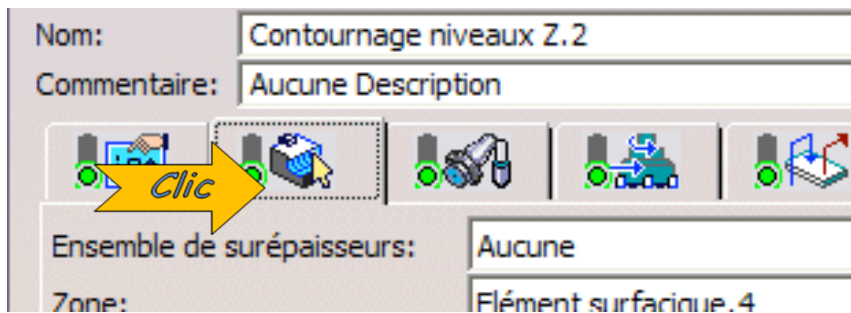 Nom: Contournage niveaux Z.2
Commentaire: Aucune Description
Clic
Ensemble de surépaisseurs: Aucune
Zone: Elément surfacique.4